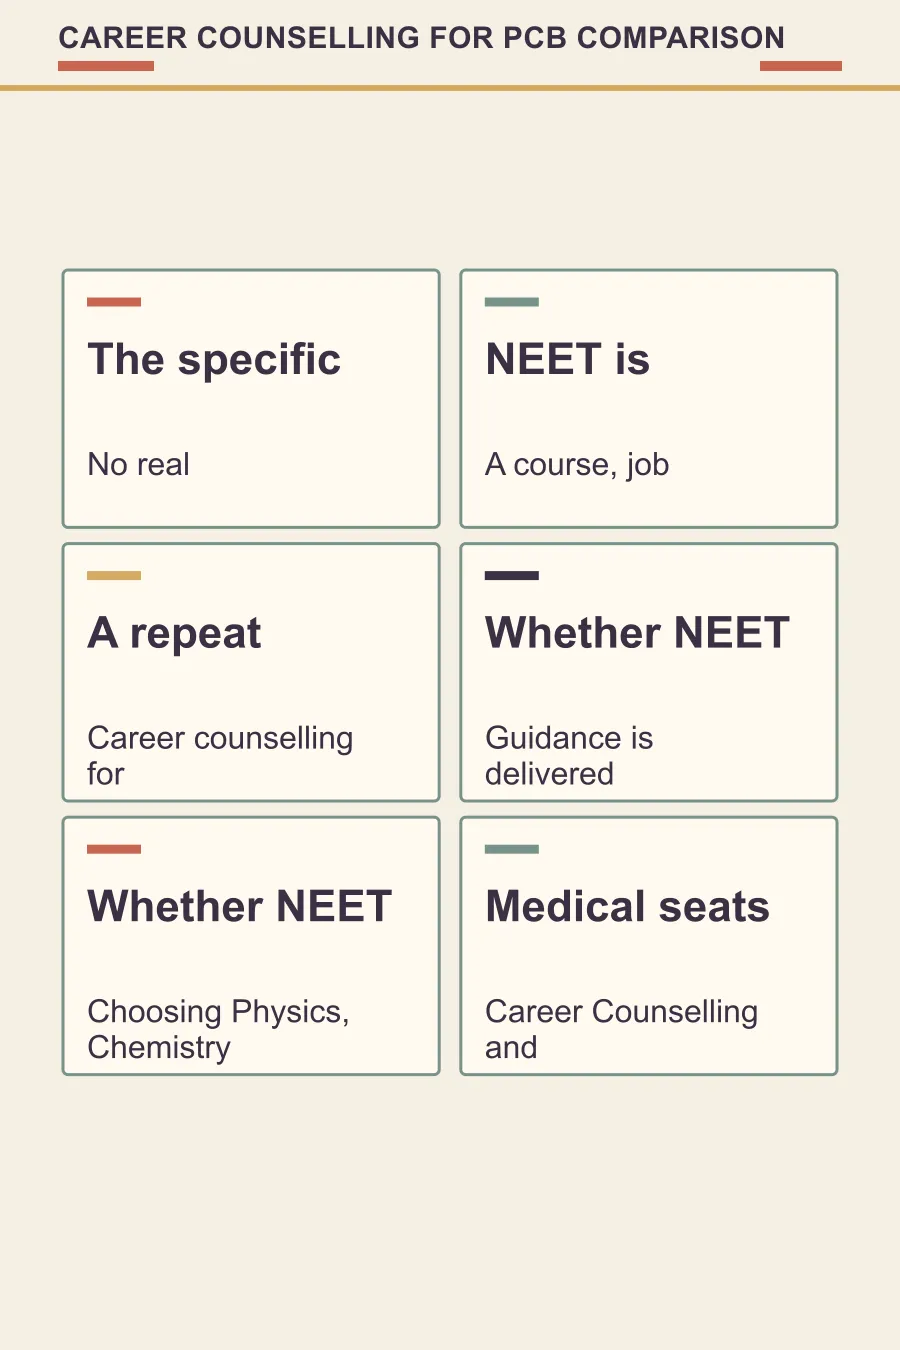 CAREER COUNSELLING FOR PCB COMPARISON
The specific
No real
NEET is
A course, job
A repeat
Career counselling
for
Whether NEET
Guidance is
delivered
Whether NEET
Choosing Physics,
Chemistry
Medical seats
Career Counselling
and